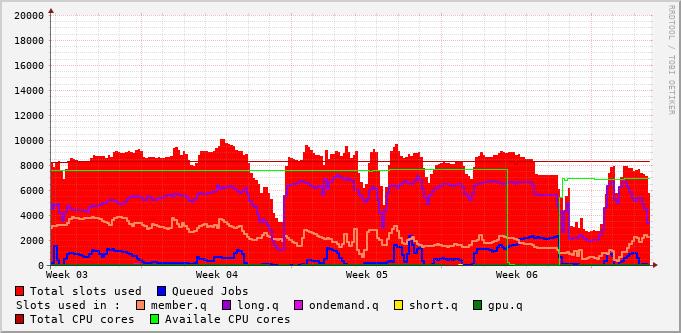 RRDTOOL / TOBI OETIKER
20000
18000
16000
14000
12000
10000
8000
6000
4000
2000
0
Week 03 Week 04 Week 05 Week 06
Total slots used Queued Jobs
Slots used in : member.q long.q ondemand.q short.q gpu.q
Total CPU cores Availale CPU cores